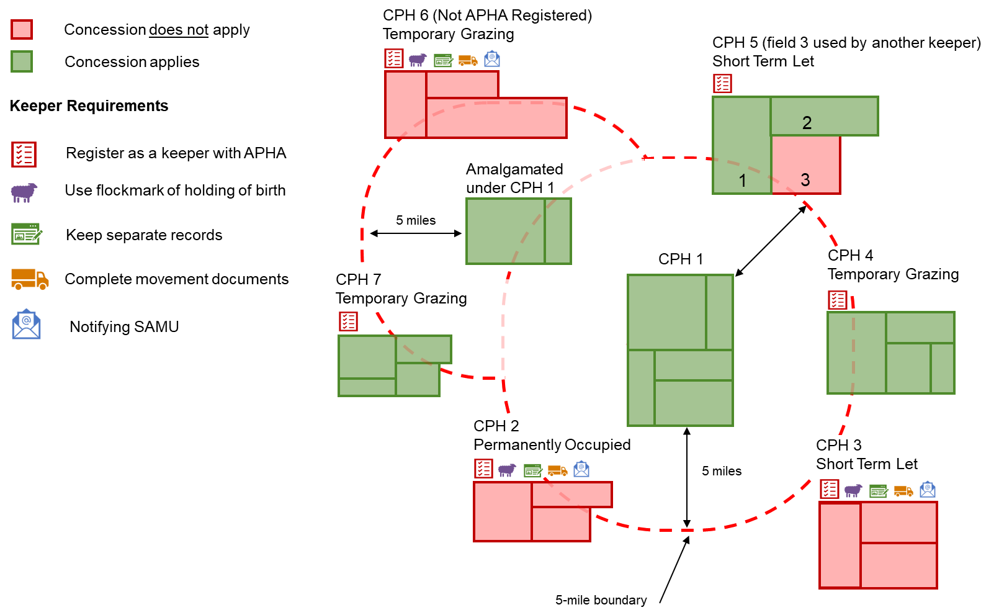 Concession does not apply
Concession applies
Keeper Requirements
Register as a keeper with APHA
Use flockmark of holding of birth
Keep separate records
Complete movement documents
Notifying SAMU
CPH 6 (Not APHA Registered)
Temporary Grazing
CPH 5 (field 3 used by another keeper)
Short Term Let
2
1
3
Amalgamated
under CPH 1
5 miles
CPH 1
CPH 4
Temporary Grazing
CPH 7
Temporary Grazing
CPH 2
Permanently Occupied
5 miles
CPH 3
Short Term Let
5-mile boundary